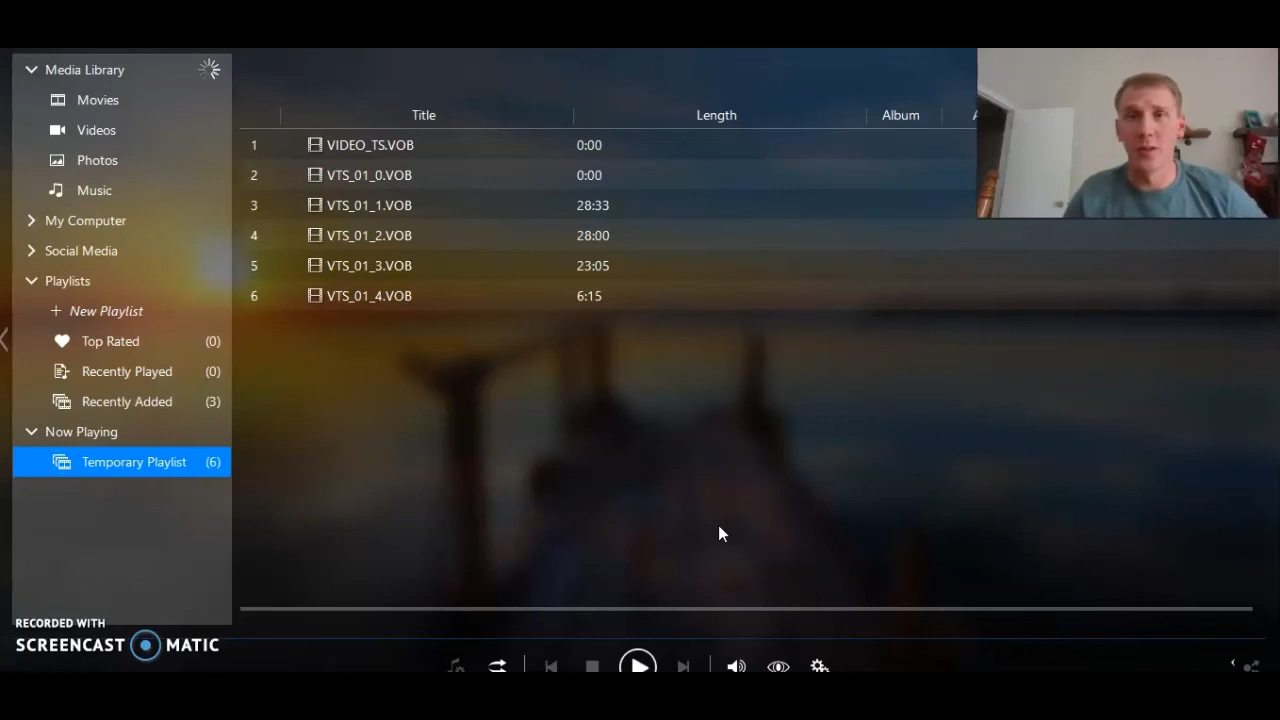 Media Library
Movies
Videos
Photos
Music
My Computer
Social Media
Playlists
New Playlist
Top Rated (0)
Recently Played (0)
Recently Added (3)
Now Playing
Temporary Playlist (6)
Title Length Album A
1 VIDEO_TS.VOB 0:00
2 VTS_01_0.VOB 0:00
3 VTS_01_1.VOB 28:33
4 VTS_01_2.VOB 28:00
5 VTS_01_3.VOB 23:05
6 VTS_01_4.VOB 6:15
RECORDED WITH
SCREENCAST MATIC